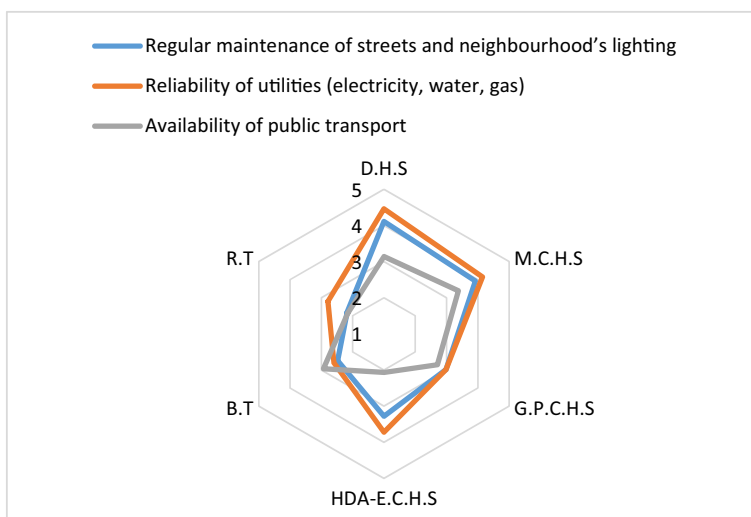 Regular maintenance of streets and neighbourhood’s lighting
Reliability of utilities (electricity, water, gas)
Availability of public transport
D.H.S
5
4
R.T
M.C.H.S
3
2
1
B.T
G.P.C.H.S
HDA-E.C.H.S